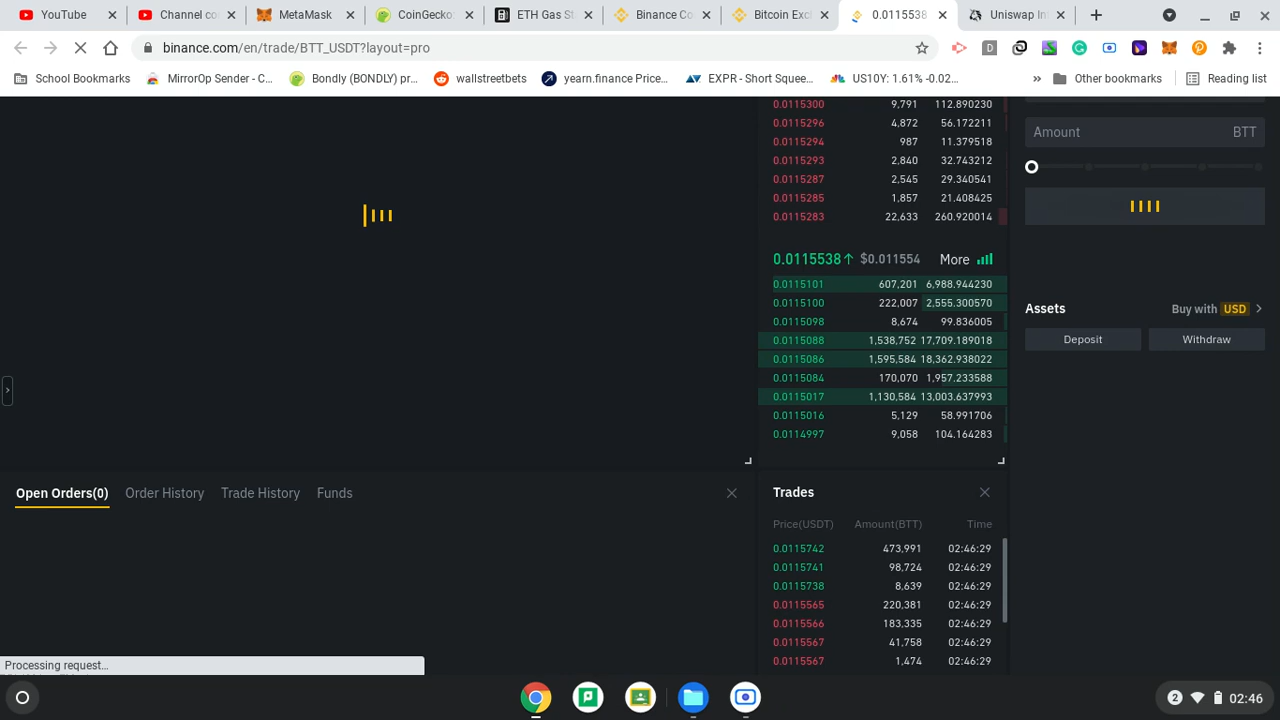 YouTube
Channel co
MetaMask
CoinGecko:
ETH Gas S
Binance Co
Bitcoin Exc
0.0115538
Uniswap In
binance.com/en/trade/BTT_USDT?layout=pro
School Bookmarks
MirrorOp Sender - C...
Bondly (BONDLY) pr...
wallstreetbets
yearn.finance Price...
EXPR - Short Squee...
US10Y: 1.61% -0.02...
»
Other bookmarks
Reading list
0.0115300 9,791 112.890230
0.0115296 4,872 56.172211
0.0115294 987 11.379518
0.0115293 2,840 32.743212
0.0115287 2,545 29.340541
0.0115285 1,857 21.408425
0.0115283 22,633 260.920014
0.0115538↑ $0.011554 More
0.0115101 607,201 6,988.944230
0.0115100 222,007 2,555.300570
0.0115098 8,674 99.836005
0.0115088 1,538,752 17,709.189018
0.0115086 1,595,584 18,362.938022
0.0115084 170,070 1,957.233588
0.0115017 1,130,584 13,003.637993
0.0115016 5,129 58.991706
0.0114997 9,058 104.164283
Amount BTT
Assets Buy with USD
Deposit Withdraw
Open Orders(0) Order History Trade History Funds
Trades
Price(USDT) Amount(BTT) Time
0.0115742 473,991 02:46:29
0.0115741 98,724 02:46:29
0.0115738 8,639 02:46:29
0.0115565 220,381 02:46:29
0.0115566 183,335 02:46:29
0.0115567 41,758 02:46:29
0.0115567 1,474 02:46:29
Processing request...
2 02:46